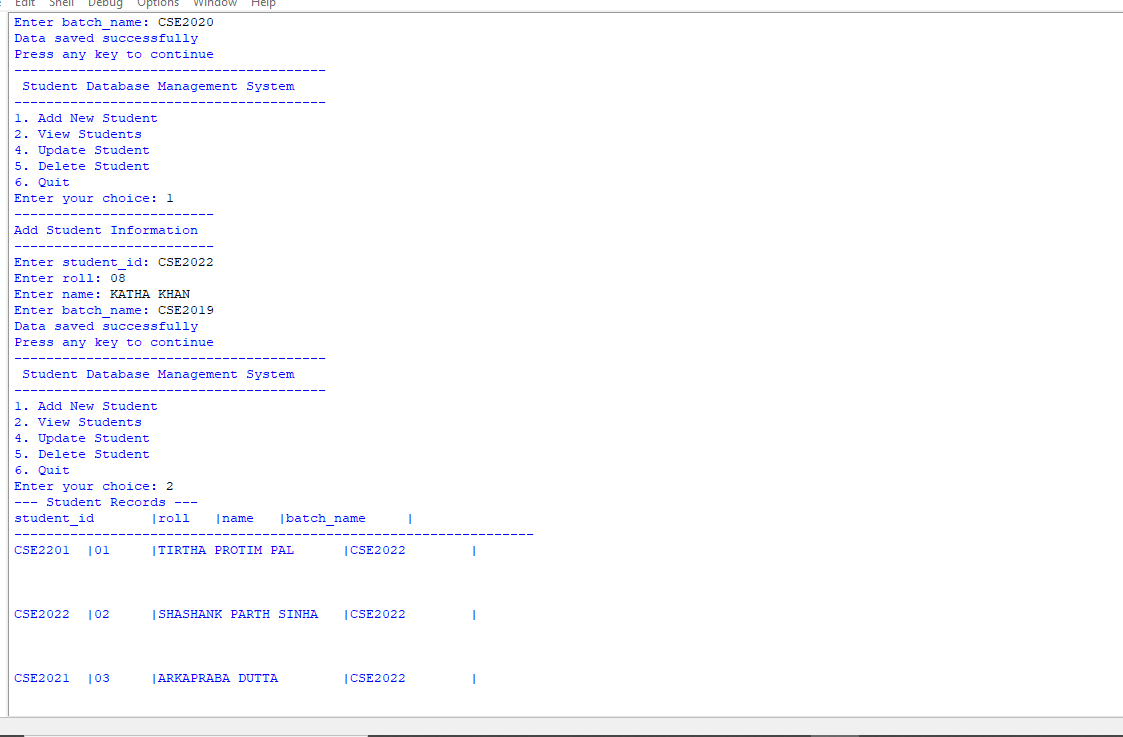 Edit Shell Debug Options Window Help
Enter batch_name: CSE2020
Data saved successfully
Press any key to continue
---------------------------------------
 Student Database Management System
---------------------------------------
1. Add New Student
2. View Students
4. Update Student
5. Delete Student
6. Quit
Enter your choice: 1
-------------------------
Add Student Information
-------------------------
Enter student_id: CSE2022
Enter roll: 08
Enter name: KATHA KHAN
Enter batch_name: CSE2019
Data saved successfully
Press any key to continue
---------------------------------------
 Student Database Management System
---------------------------------------
1. Add New Student
2. View Students
4. Update Student
5. Delete Student
6. Quit
Enter your choice: 2
--- Student Records ---
student_id       |roll   |name   |batch_name     |
-----------------------------------------------------------------
CSE2201  |01     |TIRTHA PROTIM PAL      |CSE2022        |
CSE2022  |02     |SHASHANK PARTH SINHA   |CSE2022        |
CSE2021  |03     |ARKAPRABA DUTTA        |CSE2022        |